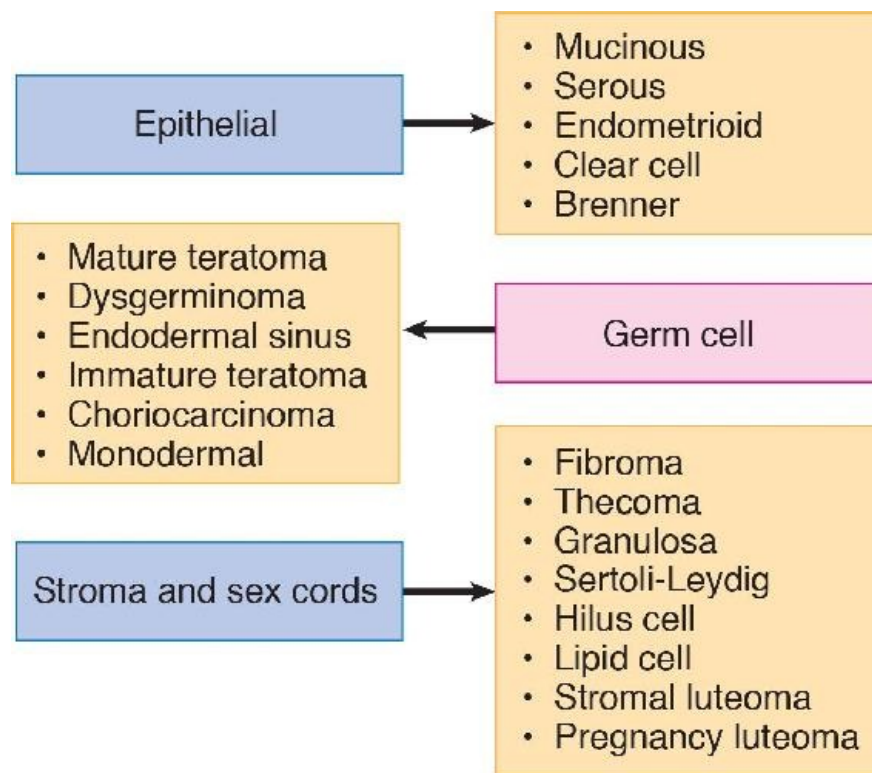 Epithelial
• Mucinous
• Serous
• Endometrioid
• Clear cell
• Brenner
Germ cell
• Mature teratoma
• Dysgerminoma
• Endodermal sinus
• Immature teratoma
• Choriocarcinoma
• Monodermal
Stroma and sex cords
• Fibroma
• Thecoma
• Granulosa
• Sertoli-Leydig
• Hilus cell
• Lipid cell
• Stromal luteoma
• Pregnancy luteoma